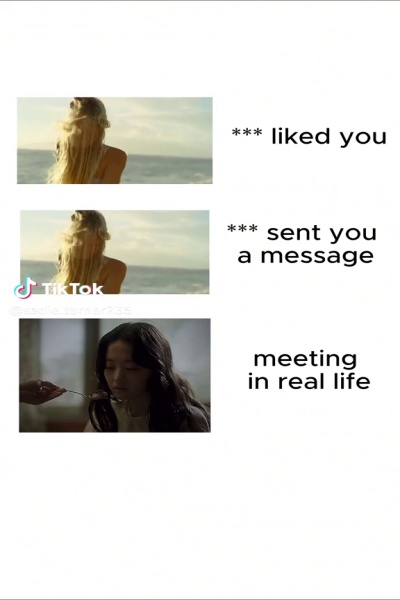 *** liked you
*** sent you
a message
TikTok
meeting
in real life